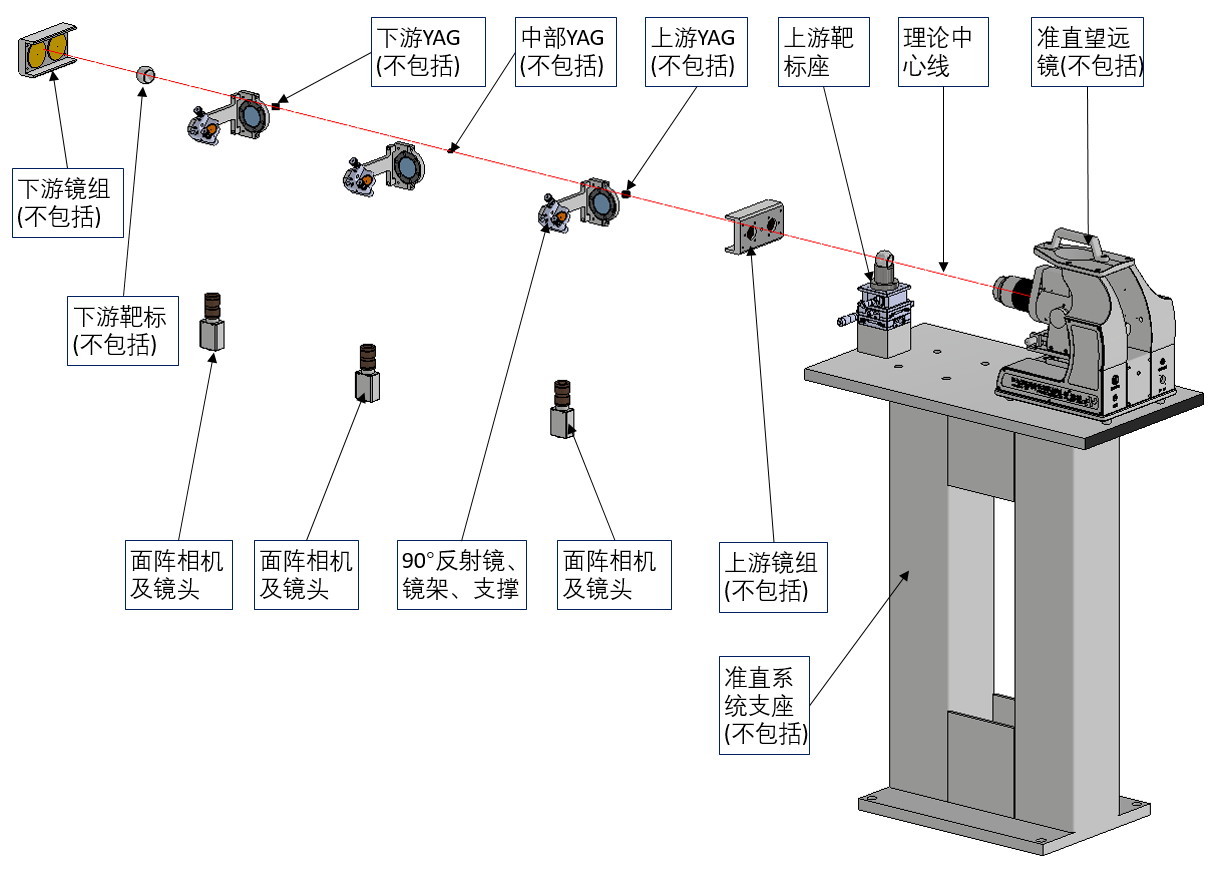 下游YAG
(不包括)
中部YAG
(不包括)
上游YAG
(不包括)
上游靶
标座
理论中
心线
准直望远
镜(不包括)
下游镜组
(不包括)
下游靶标
(不包括)
面阵相机
及镜头
面阵相机
及镜头
90°反射镜、
镜架、支撑
面阵相机
及镜头
上游镜组
(不包括)
准直系
统支座
(不包括)